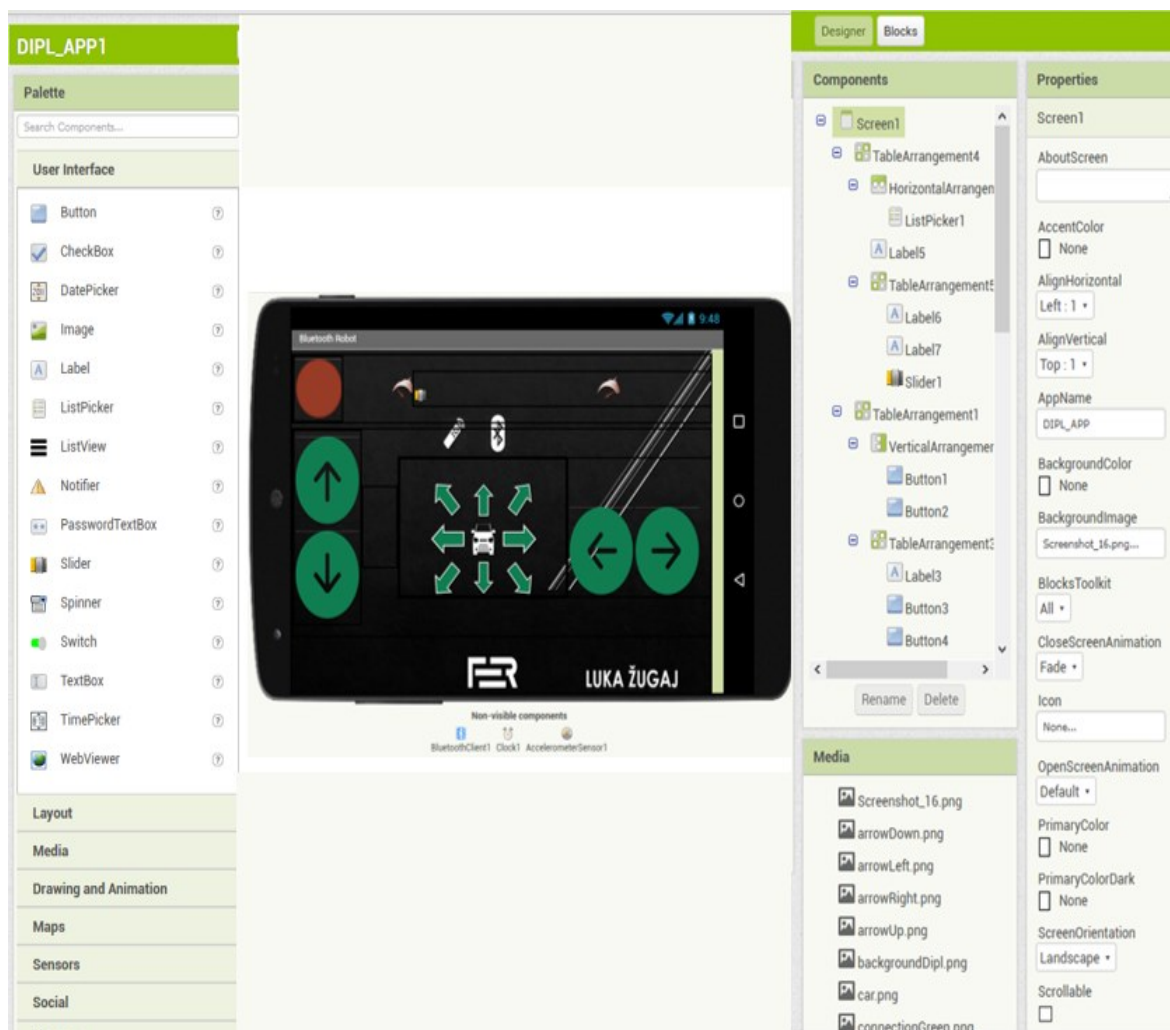 DIPL_APP1
Palette
Search Components...
User Interface
Button
CheckBox
DatePicker
Image
Label
ListPicker
ListView
Notifier
PasswordTextBox
Slider
Spinner
Switch
TextBox
TimePicker
WebViewer
Layout
Media
Drawing and Animation
Maps
Sensors
Social
9:48
Bluetooth Robot
FER
LUKA ŽUGAJ
Non-visible components
BluetoothClient1 Clock1 AccelerometerSensor1
Designer Blocks
Components
Screen1
TableArrangement4
HorizontalArrangen
ListPicker1
Label5
TableArrangement5
Label6
Label7
Slider1
TableArrangement1
VerticalArrangemer
Button1
Button2
TableArrangement3
Label3
Button3
Button4
Rename Delete
Media
Screenshot_16.png
arrowDown.png
arrowLeft.png
arrowRight.png
arrowUp.png
backgroundDipl.png
car.png
connectionGreen.png
Properties
Screen1
AboutScreen
AccentColor
None
AlignHorizontal
Left : 1
AlignVertical
Top : 1
AppName
DIPL_APP
BackgroundColor
None
BackgroundImage
Screenshot_16.png...
BlocksToolkit
All
CloseScreenAnimation
Fade
Icon
None...
OpenScreenAnimation
Default
PrimaryColor
None
PrimaryColorDark
None
ScreenOrientation
Landscape
Scrollable